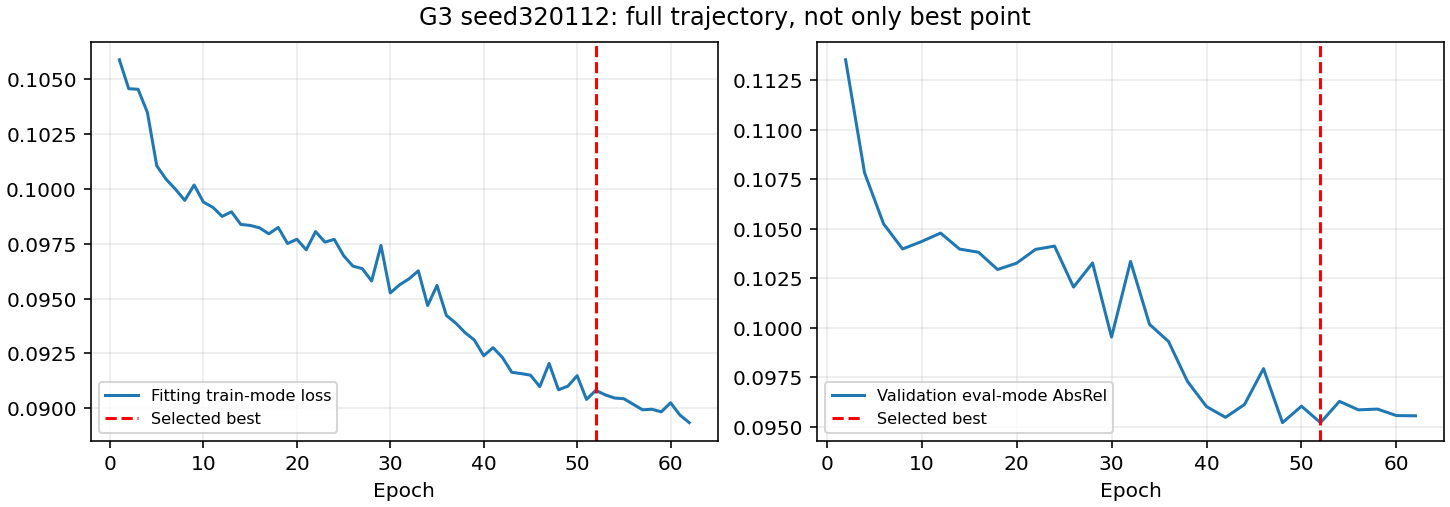 G3 seed320112: full trajectory, not only best point
0.1050
0.1025
0.1000
0.0975
0.0950
0.0925
0.0900
Fitting train-mode loss
Selected best
0 10 20 30 40 50 60
Epoch
0.1125
0.1100
0.1075
0.1050
0.1025
0.1000
0.0975
0.0950
Validation eval-mode AbsRel
Selected best
0 10 20 30 40 50 60
Epoch